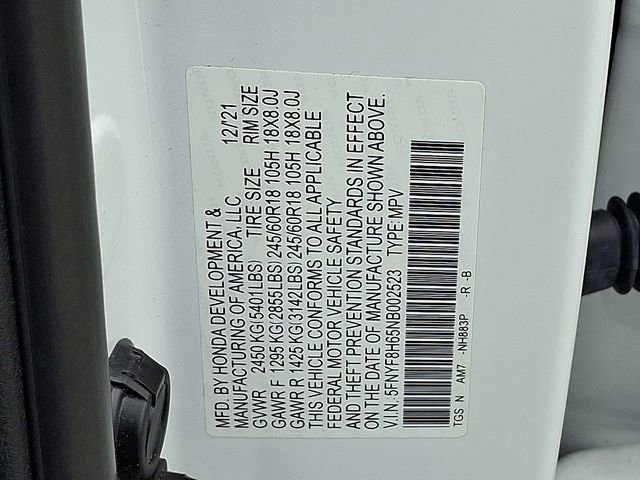 MFD. BY HONDA DEVELOPMENT &
MANUFACTURING OF AMERICA, LLC 12/21
GVWR 2450 KG(5401LBS) TIRE SIZE RIM SIZE
GAWR F 1295 KG(2855LBS) 245/60R18 105H 18X8.0J
GAWR R 1425 KG(3142LBS) 245/60R18 105H 18X8.0J
THIS VEHICLE CONFORMS TO ALL APPLICABLE
FEDERAL MOTOR VEHICLE SAFETY
AND THEFT PREVENTION STANDARDS IN EFFECT
ON THE DATE OF MANUFACTURE SHOWN ABOVE.
V.I.N.: 5FNYF8H66NB002523 TYPE: MPV
TGS N AM7 -NH883P -R -B